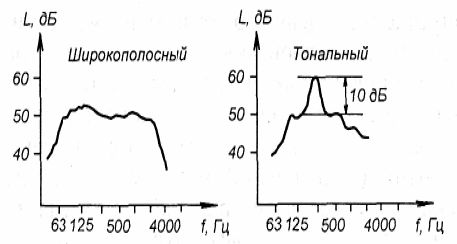 L, дБ
Широкополосный
60
50
40
63 125 500 4000 f, Гц
L, дБ
Тональный
60
10 дБ
50
40
63 125 500 4000 f, Гц